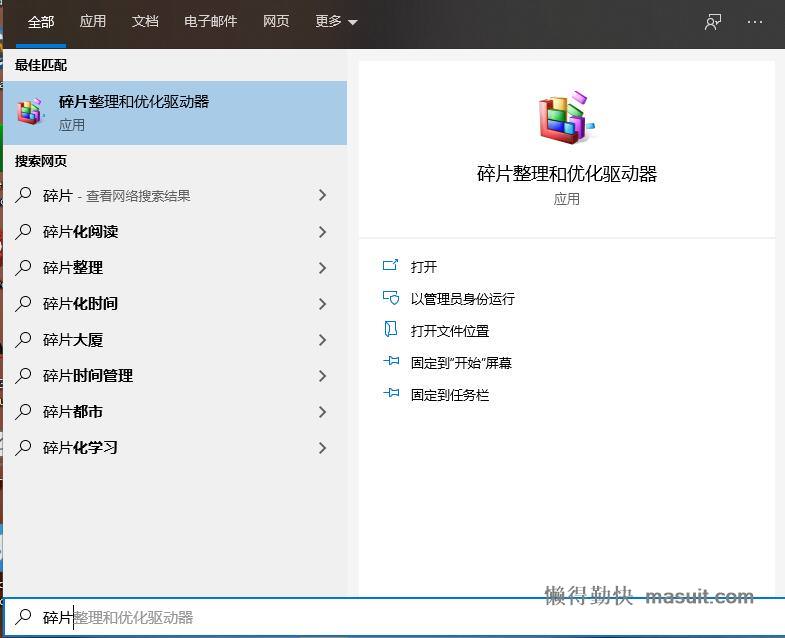 全部 应用 文档 电子邮件 网页 更多
最佳匹配
碎片整理和优化驱动器
应用
搜索网页
碎片 - 查看网络搜索结果
碎片化阅读
碎片整理
碎片化时间
碎片大厦
碎片时间管理
碎片都市
碎片化学习
碎片整理和优化驱动器
应用
打开
以管理员身份运行
打开文件位置
固定到"开始"屏幕
固定到任务栏
懒得勤快 masuit.com
碎片整理和优化驱动器